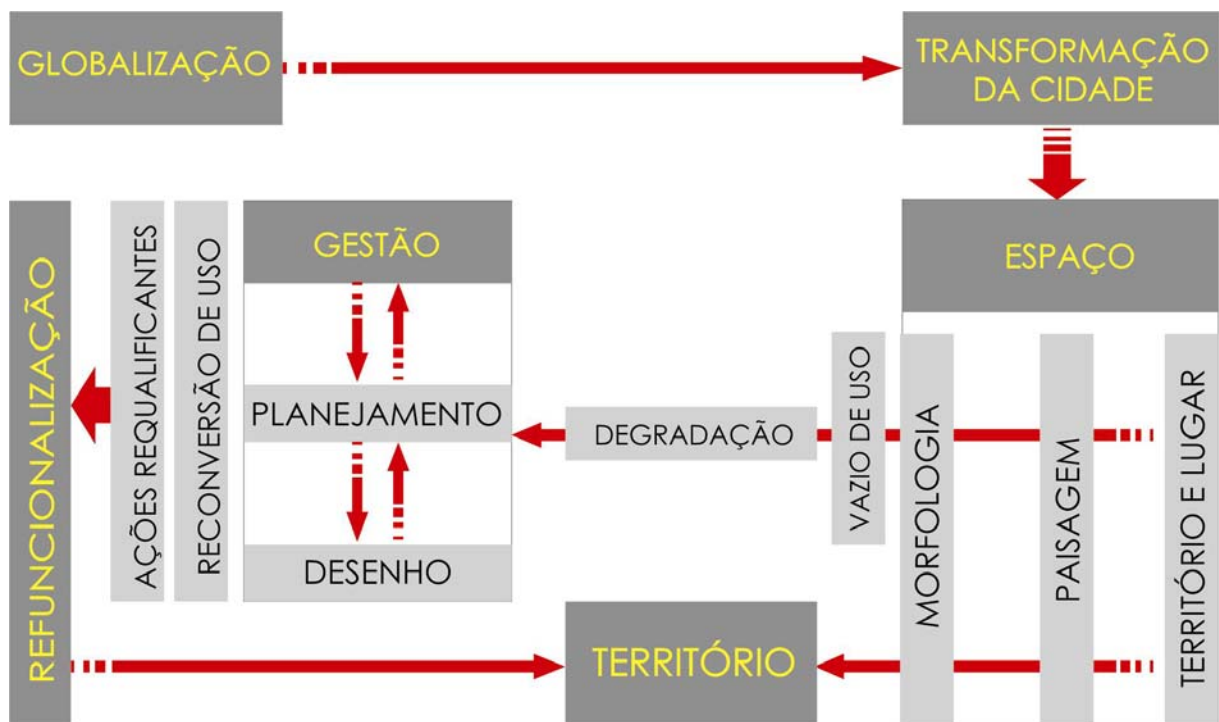 GLOBALIZAÇÃO
TRANSFORMAÇÃO
DA CIDADE
REFUNCIONALIZAÇÃO
AÇÕES REQUALIFICANTES
RECONVERSÃO DE USO
GESTÃO
PLANEJAMENTO
DESENHO
DEGRADAÇÃO
VAZIO DE USO
ESPAÇO
MORFOLOGIA
PAISAGEM
TERRITÓRIO E LUGAR
TERRITÓRIO